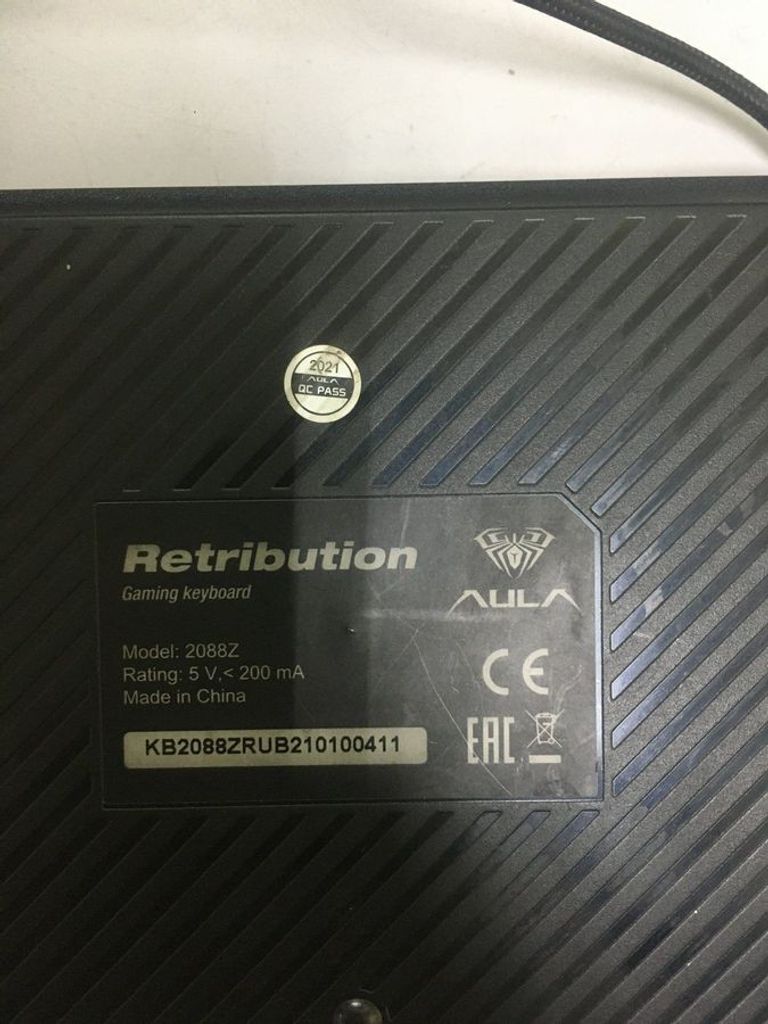 2021
AULA
QC PASS
Retribution
Gaming keyboard
AULA
Model: 2088Z
Rating: 5 V,< 200 mA
Made in China
CE
KB2088ZRUB210100411
EAC